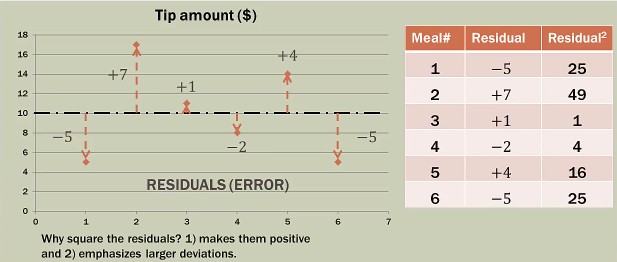 Tip amount ($)
18
16
14
12
10
8
6
4
2
0
0 1 2 3 4 5 6 7
−5
+7
+1
−2
+4
−5
RESIDUALS (ERROR)
Why square the residuals? 1) makes them positive
and 2) emphasizes larger deviations.
Meal# Residual Residual²
1 −5 25
2 +7 49
3 +1 1
4 −2 4
5 +4 16
6 −5 25